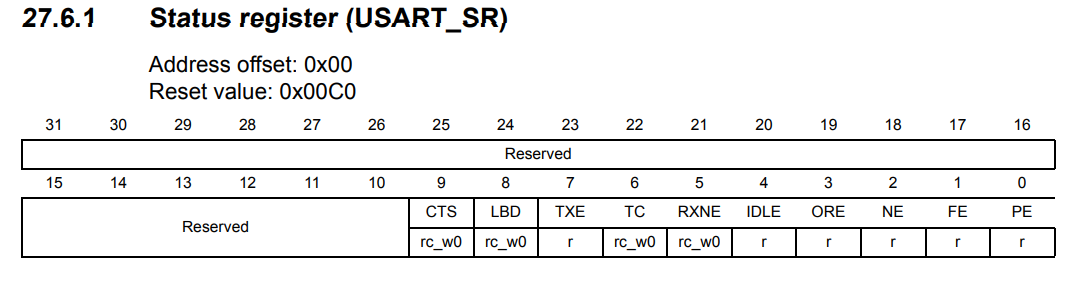 27.6.1 Status register (USART_SR)
Address offset: 0x00
Reset value: 0x00C0
31 30 29 28 27 26 25 24 23 22 21 20 19 18 17 16
Reserved
15 14 13 12 11 10 9 8 7 6 5 4 3 2 1 0
Reserved CTS LBD TXE TC RXNE IDLE ORE NE FE PE
rc_w0 rc_w0 r rc_w0 rc_w0 r r r r r